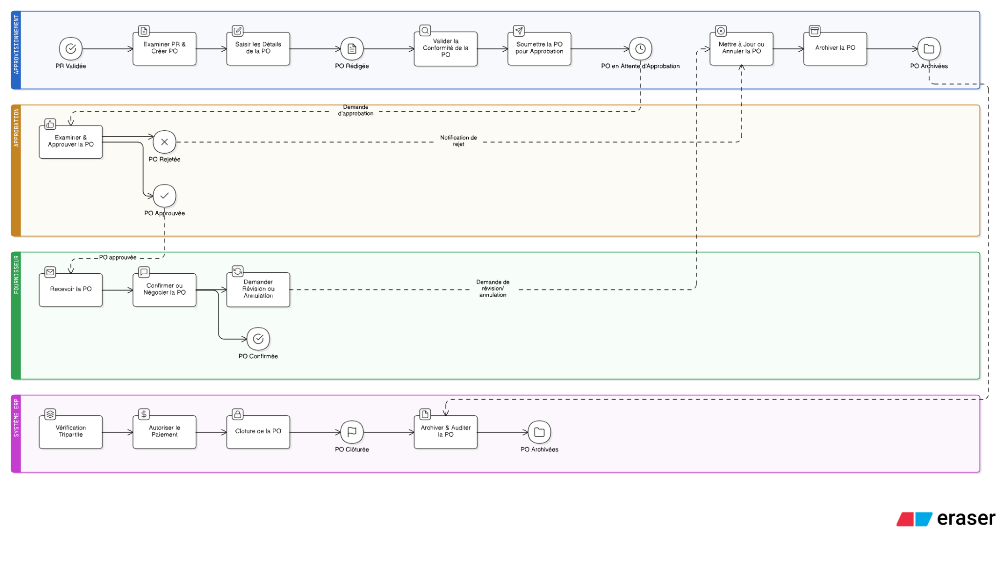 APPROVISIONNEMENT
PR Validée
Examiner PR &
Créer PO
Saisir les Détails
de la PO
PO Rédigée
Valider la
Conformité de la
PO
Soumettre la PO
pour Approbation
PO en Attente d'Approbation
Mettre à Jour ou
Annuler la PO
Archiver la PO
PO Archivées
APPROBATION
Demande
d'approbation
Examiner &
Approuver la PO
PO Rejetée
Notification de
rejet
PO Approuvée
FOURNISSEUR
PO approuvée
Recevoir la PO
Confirmer ou
Négocier la PO
Demander
Révision ou
Annulation
Demande de
révision/
annulation
PO Confirmée
SYSTÈME ERP
Vérification
Tripartite
Autoriser le
Paiement
Cloture de la PO
PO Clôturée
Archiver & Auditer
la PO
PO Archivées
eraser